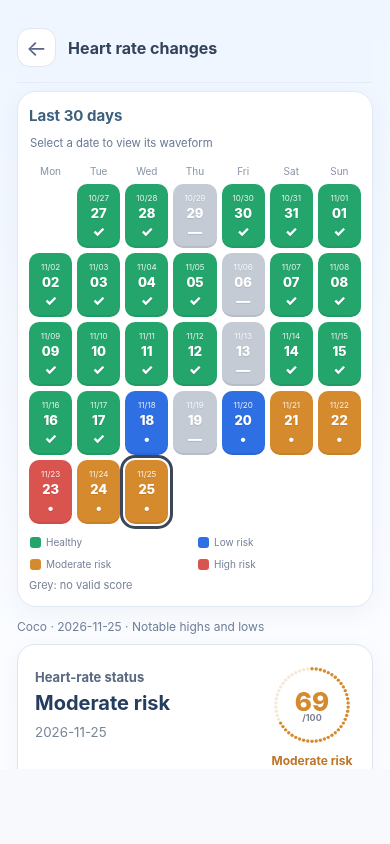 Heart rate changes
Last 30 days
Select a date to view its waveform
Mon Tue Wed Thu Fri Sat Sun
10/27 10/28 10/29 10/30 10/31 11/01
27 28 29 30 31 01
✓ ✓ — ✓ ✓ ✓
11/02 11/03 11/04 11/05 11/06 11/07 11/08
02 03 04 05 06 07 08
✓ ✓ ✓ ✓ — ✓ ✓
11/09 11/10 11/11 11/12 11/13 11/14 11/15
09 10 11 12 13 14 15
✓ ✓ ✓ ✓ — ✓ ✓
11/16 11/17 11/18 11/19 11/20 11/21 11/22
16 17 18 19 20 21 22
✓ ✓ • — • • •
11/23 11/24 11/25
23 24 25
• • •
Healthy Low risk
Moderate risk High risk
Grey: no valid score
Coco · 2026-11-25 · Notable highs and lows
Heart-rate status
Moderate risk
2026-11-25
69
/100
Moderate risk